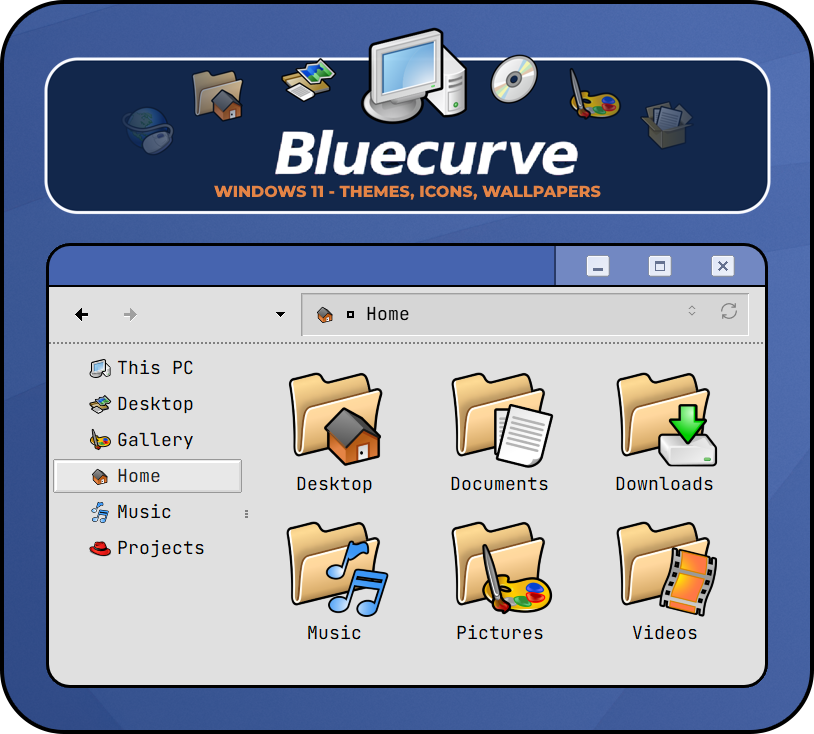 Bluecurve
WINDOWS 11 - THEMES, ICONS, WALLPAPERS
Home
This PC
Desktop
Gallery
Home
Music
Projects
Desktop Documents Downloads
Music Pictures Videos